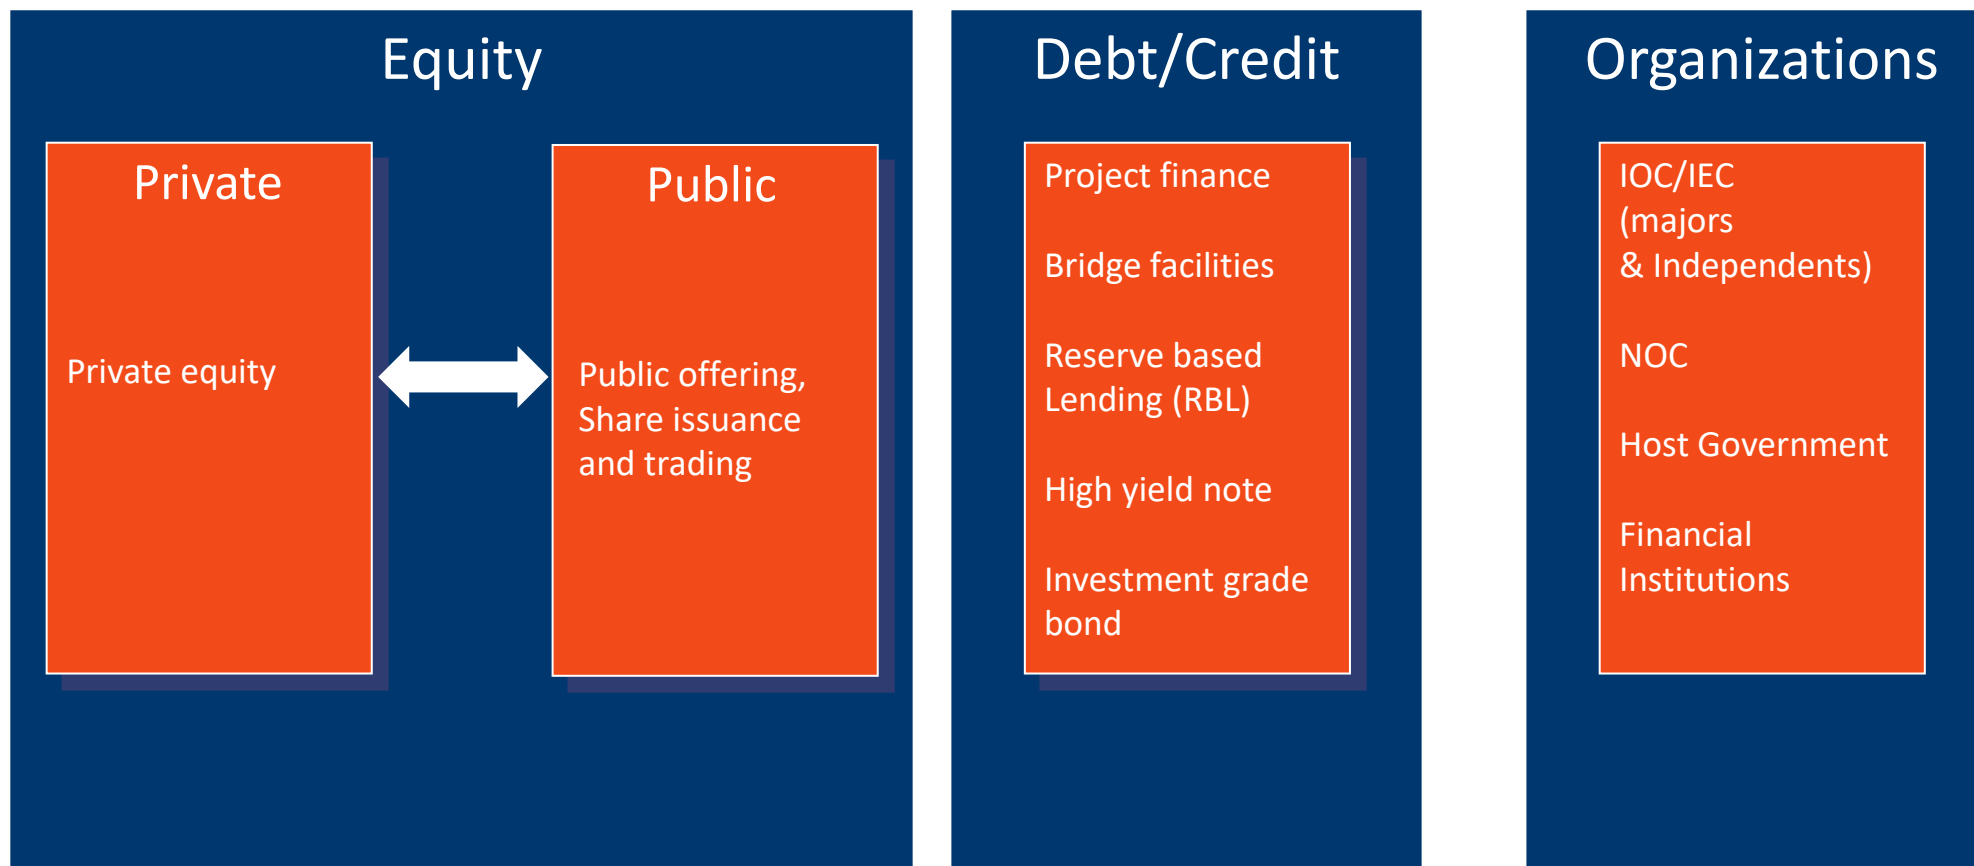 Equity
Private
Private equity
Public
Public offering,
Share issuance
and trading
Debt/Credit
Project finance
Bridge facilities
Reserve based
Lending (RBL)
High yield note
Investment grade
bond
Organizations
IOC/IEC
(majors
& Independents)
NOC
Host Government
Financial
Institutions